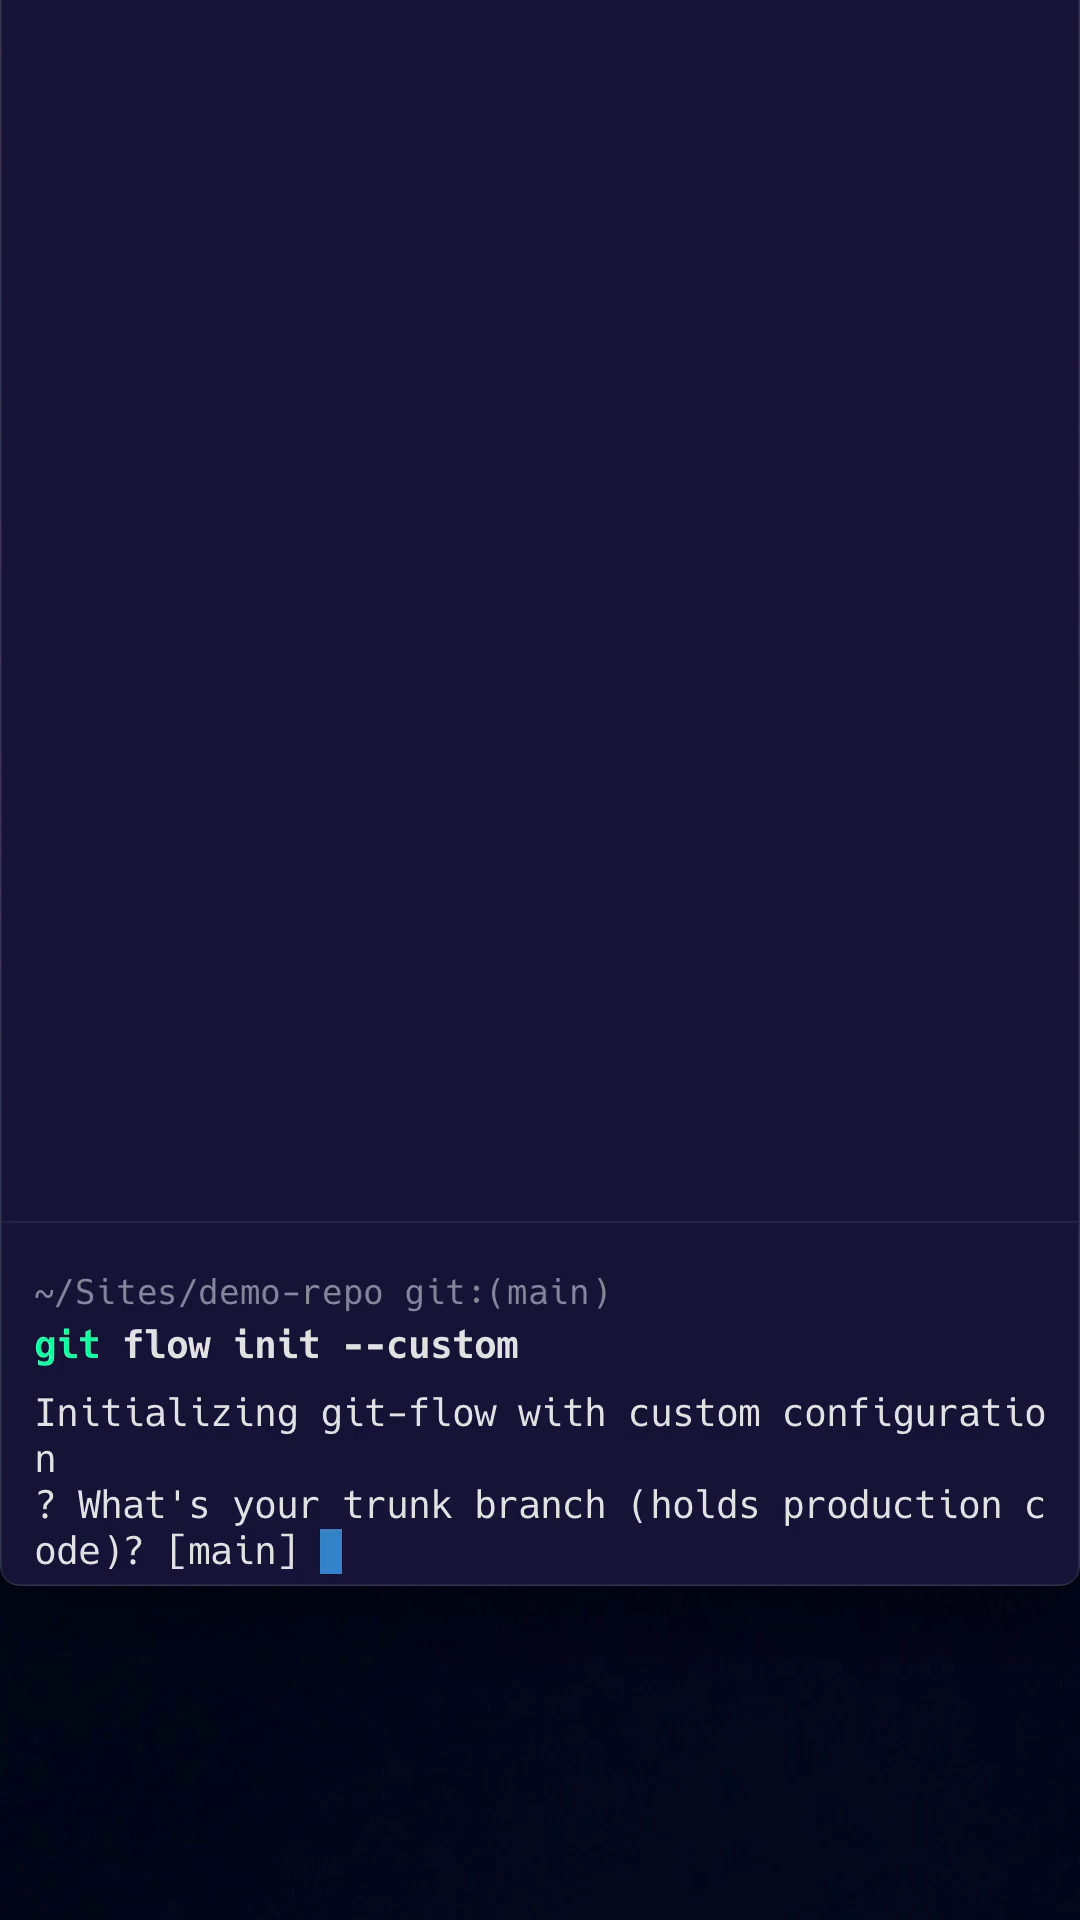 ~/Sites/demo-repo git:(main)
git flow init --custom
Initializing git-flow with custom configuratio
n
? What's your trunk branch (holds production c
ode)? [main]